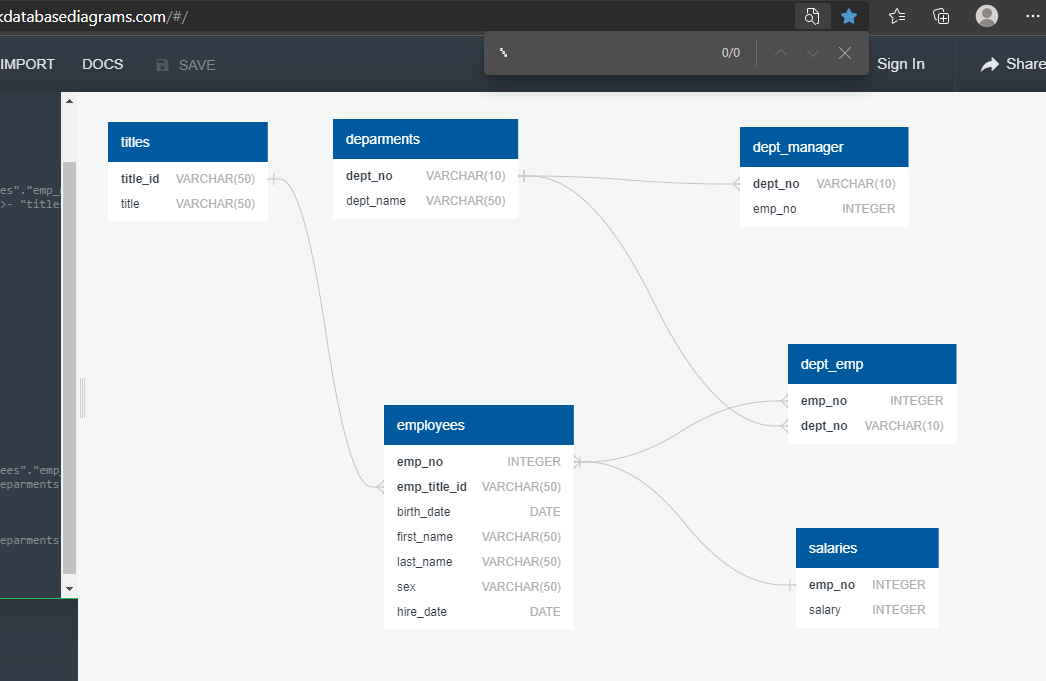 kdatabasediagrams.com/#/
0/0
IMPORT DOCS SAVE Sign In Share
es"."emp_
>- "titles
ees"."emp_
eparments"
eparments"
titles
title_id VARCHAR(50)
title VARCHAR(50)
deparments
dept_no VARCHAR(10)
dept_name VARCHAR(50)
dept_manager
dept_no VARCHAR(10)
emp_no INTEGER
dept_emp
emp_no INTEGER
dept_no VARCHAR(10)
employees
emp_no INTEGER
emp_title_id VARCHAR(50)
birth_date DATE
first_name VARCHAR(50)
last_name VARCHAR(50)
sex VARCHAR(50)
hire_date DATE
salaries
emp_no INTEGER
salary INTEGER